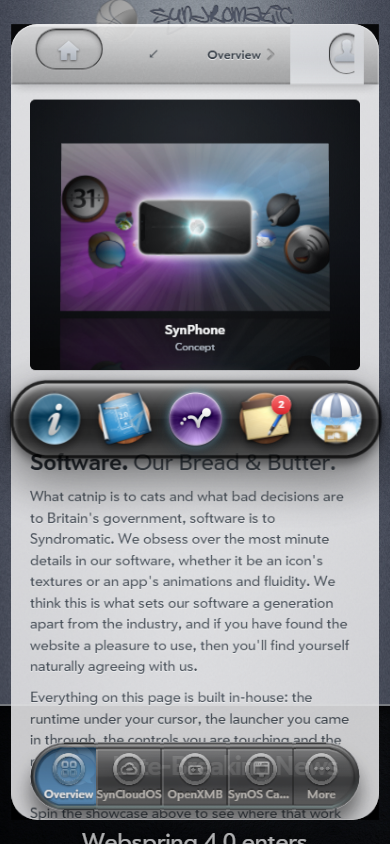 SYNDROMATIC
Overview
31+
SynPhone
Concept
2
Software. Our Bread & Butter.
What catnip is to cats and what bad decisions are
to Britain's government, software is to
Syndromatic. We obsess over the most minute
details in our software, whether it be an icon's
textures or an app's animations and fluidity. We
think this is what sets our software a generation
apart from the industry, and if you have found the
website a pleasure to use, then you'll find yourself
naturally agreeing with us.
Everything on this page is built in-house: the
runtime under your cursor, the launcher you came
in through, the controls you are touching and the
Overview SynCloudOS OpenXMB SynOS Ca... More
Spin the showcase above to see where that work
Webspring 4.0 enters